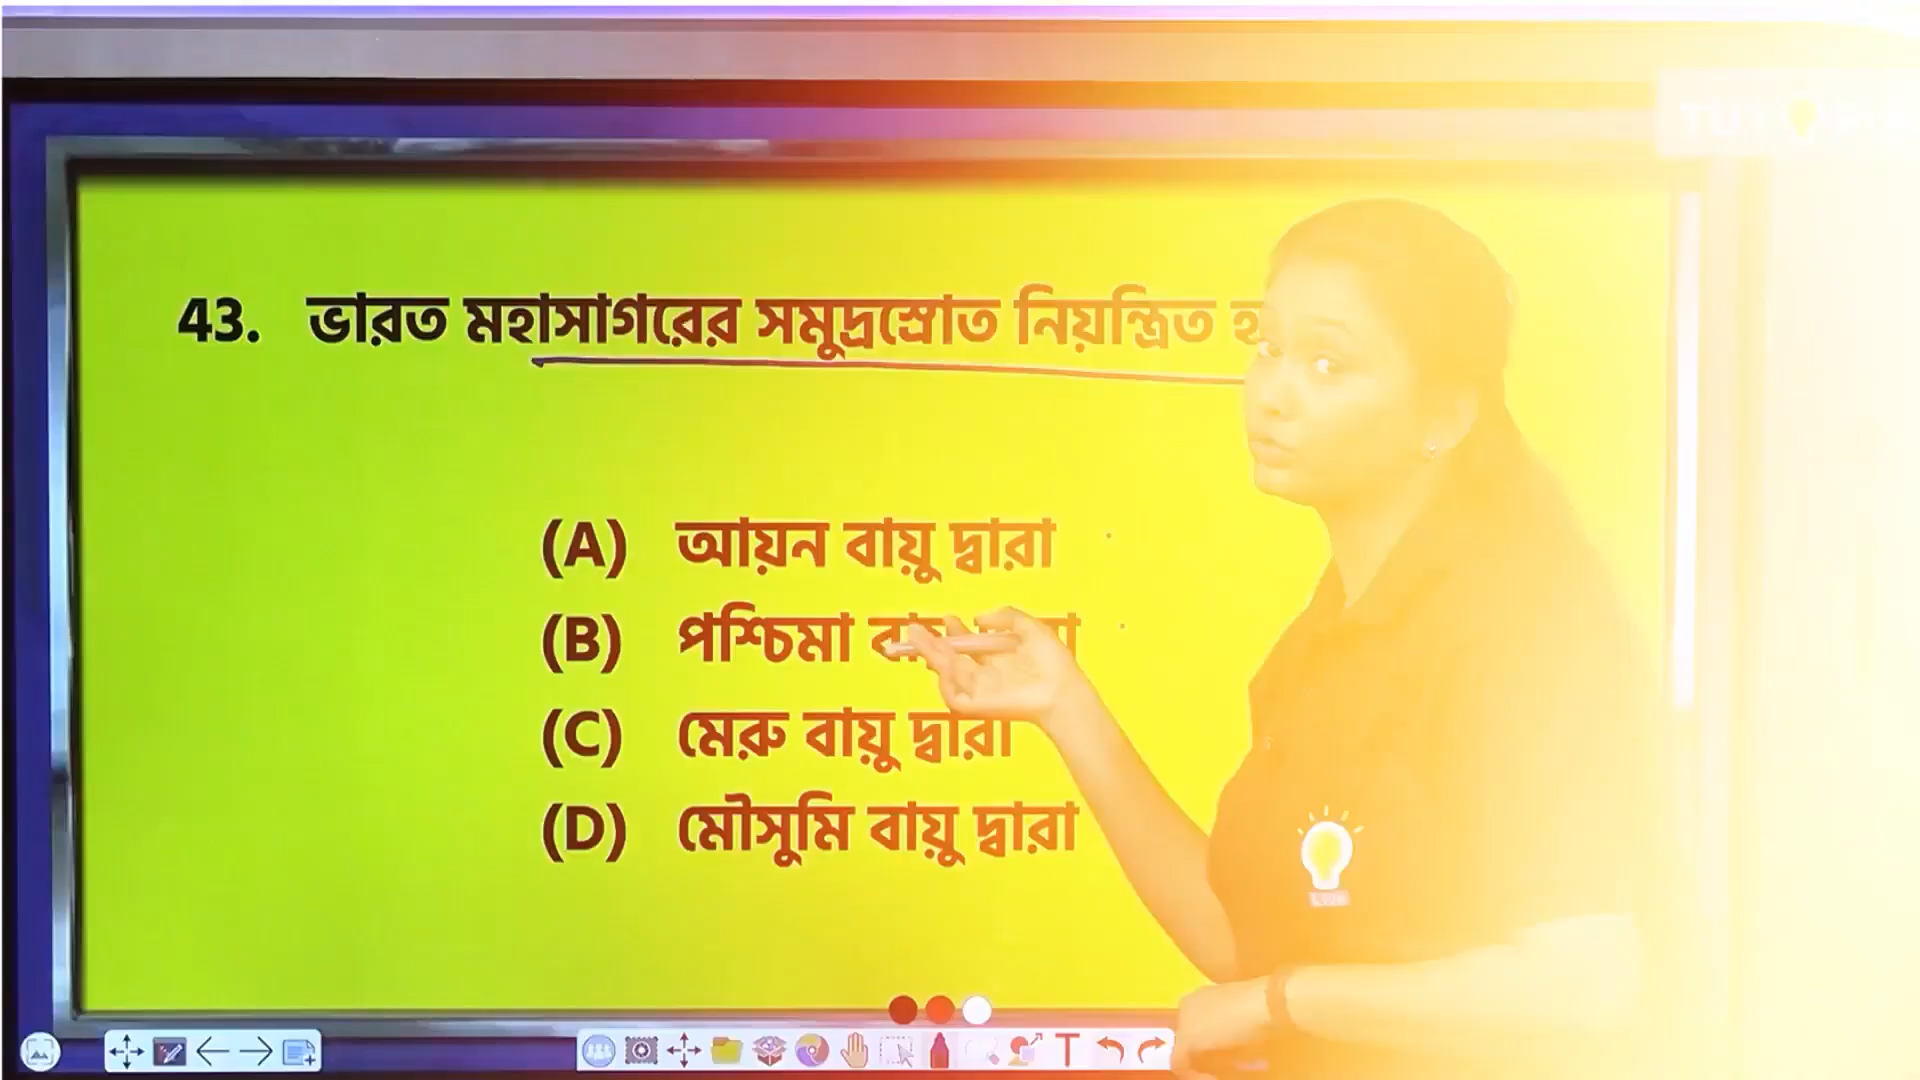 43. ভারত মহাসাগরের সমুদ্রস্রোত নিয়ন্ত্রিত
(A) আয়ন বায়ু দ্বারা
(B) পশ্চিমা
(C) মেরু বায়ু দ্বারা
(D) মৌসুমি বায়ু দ্বারা